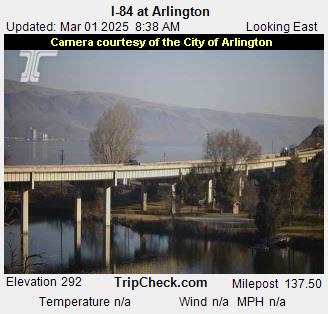 I-84 at Arlington
Updated: Mar 01 2025 8:38 AM Looking East
Camera courtesy of the City of Arlington
Elevation 292 TripCheck.com Milepost 137.50
Temperature n/a Wind n/a MPH n/a